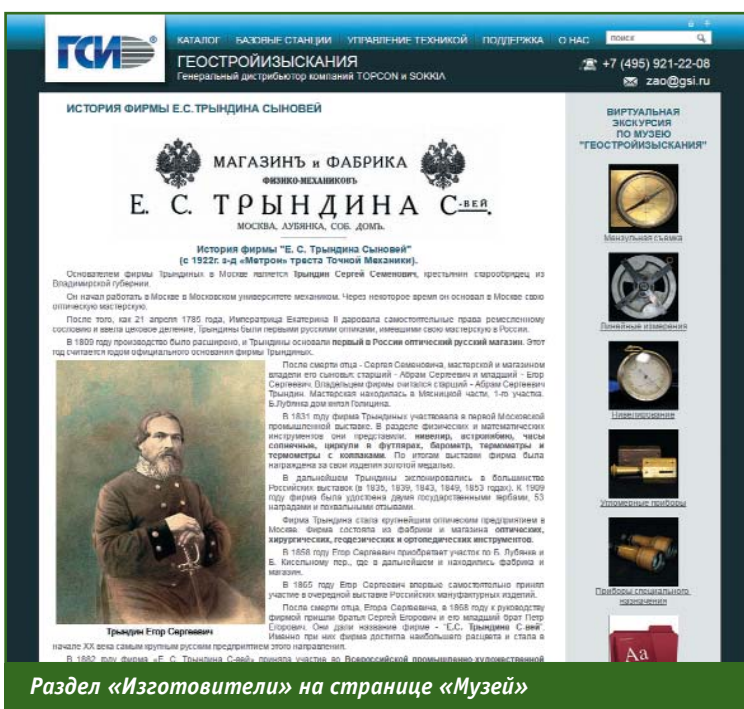 ГСИ®
КАТАЛОГ БАЗОВЫЕ СТАНЦИИ УПРАВЛЕНИЕ ТЕХНИКОЙ ПОДДЕРЖКА О НАС поиск
ГЕОСТРОЙИЗЫСКАНИЯ
Генеральный дистрибьютор компаний TOPCON и SOKKIA
+7 (495) 921-22-08
zao@gsi.ru
ИСТОРИЯ ФИРМЫ Е.С.ТРЫНДИНА СЫНОВЕЙ
МАГАЗИНЪ и ФАБРИКА
ФИЗИКО-МЕХАНИКОВЪ
Е. С. ТРЫНДИНА С-ВЕЙ.
МОСКВА, ЛУБЯНКА, СОБ. ДОМЪ.
История фирмы "Е. С. Трындина Сыновей"
(с 1922г. з-д «Метрон» треста Точной Механики).
Основателем фирмы Трындиных в Москве является Трындин Сергей Семенович, крестьянин старообрядец из
Владимирской губернии.
Он начал работать в Москве в Московском университете механиком. Через некоторое время он основал в Москве свою
оптическую мастерскую.
После того, как 21 апреля 1785 года, Императрица Екатерина II даровала самостоятельные права ремесленному
сословию и ввела цеховое деление, Трындины были первыми русскими оптиками, имевшими свою мастерскую в России.
В 1809 году производство было расширено, и Трындины основали первый в России оптический русский магазин. Этот
год считается годом официального основания фирмы Трындиных.
После смерти отца - Сергея Семеновича, мастерской и магазином
владели его сыновья: старший - Абрам Сергеевич и младший - Егор
Сергеевич. Владельцем фирмы считался старший - Абрам Сергеевич
Трындин. Мастерская находилась в Мясницкой части, 1-го участка.
Б.Лубянка дом князя Голицина.
В 1831 году фирма Трындиных участвовала в первой Московской
промышленной выставке. В разделе физических и математических
инструментов они представили: нивелир, астролябию, часы
солнечные, циркули в футлярах, барометр, термометры и
термометры с колпаками. По итогам выставки фирма была
награждена за свои изделия золотой медалью.
В дальнейшем Трындины экспонировались в большинстве
Российских выставок (в 1835, 1839, 1843, 1849, 1853 годах). К 1909
году фирма была удостоена двумя государственными гербами, 53
наградами и похвальными отзывами.
Фирма Трындина стала крупнейшим оптическим предприятием в
Москве. Фирма состояла из фабрики и магазина оптических,
хирургических, геодезических и ортопедических инструментов.
В 1858 году Егор Сергеевич приобретает участок по Б. Лубянке и
Б. Кисельному пер., где в дальнейшем и находились фабрика и
магазин.
В 1865 году Егор Сергеевич впервые самостоятельно принял
участие в очередной выставке Российских мануфактурных изделий.
После смерти отца, Егора Сергеевича, в 1868 году к руководству
фирмой пришли братья Сергей Егорович и его младший брат Петр
Егорович. Они дали название фирме - "Е.С. Трындина С-вей".
Именно при них фирма достигла наибольшего расцвета и стала в
начале XX века самым крупным русским предприятием этого направления.
В 1882 году фирма «Е. С. Трындина С-вей» приняла участие во Всероссийской промышленно-художественной
Трындин Егор Сергеевич
ВИРТУАЛЬНАЯ
ЭКСКУРСИЯ
ПО МУЗЕЮ
"ГЕОСТРОЙИЗЫСКАНИЯ"
Мензульная съемка
Линейные измерения
Нивелирование
Угломерные приборы
Приборы специального
назначения
Aa
Раздел «Изготовители» на странице «Музей»